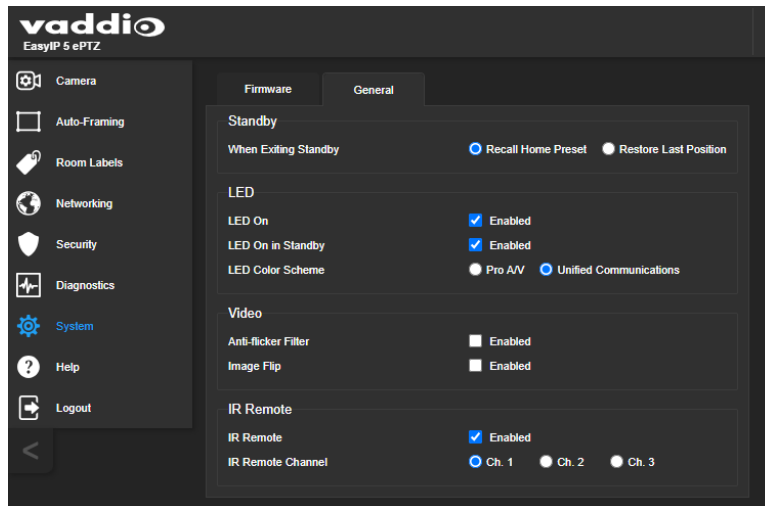 vaddio
EasyIP 5 ePTZ
Camera
Auto-Framing
Room Labels
Networking
Security
Diagnostics
System
? Help
Logout
<
Firmware General
Standby
When Exiting Standby Recall Home Preset Restore Last Position
LED
LED On Enabled
LED On in Standby Enabled
LED Color Scheme Pro A/V Unified Communications
Video
Anti-flicker Filter Enabled
Image Flip Enabled
IR Remote
IR Remote Enabled
IR Remote Channel Ch. 1 Ch. 2 Ch. 3